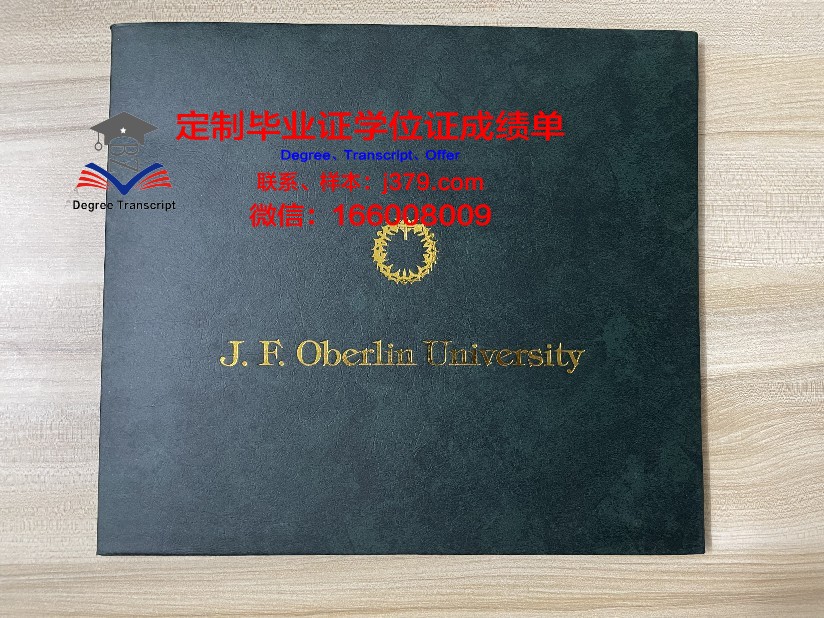 定制毕业证学位证成绩单
Degree、Transcript、Offer
联系、样本：j379.com
微信：166008009
Degree Transcript
J. F. Oberlin University